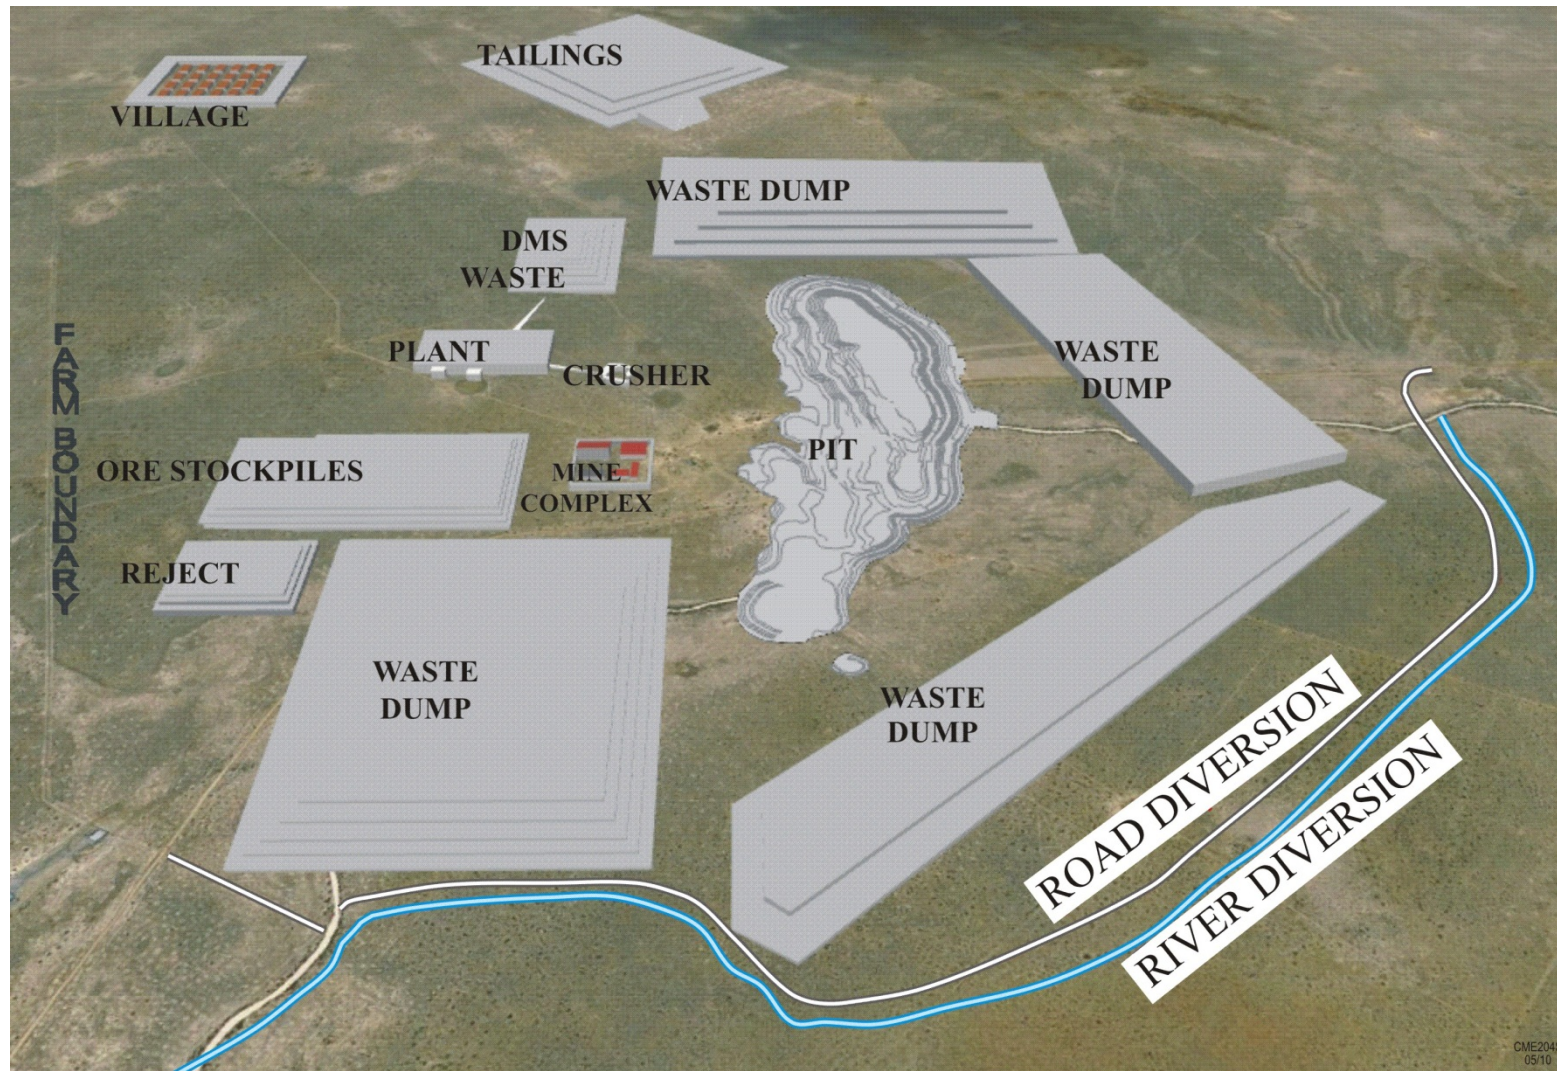 TAILINGS
VILLAGE
WASTE DUMP
DMS
WASTE
PLANT
CRUSHER
WASTE
DUMP
FARM BOUNDARY
ORE STOCKPILES
PIT
MINE
COMPLEX
REJECT
WASTE
DUMP
WASTE
DUMP
ROAD DIVERSION
RIVER DIVERSION
05/10